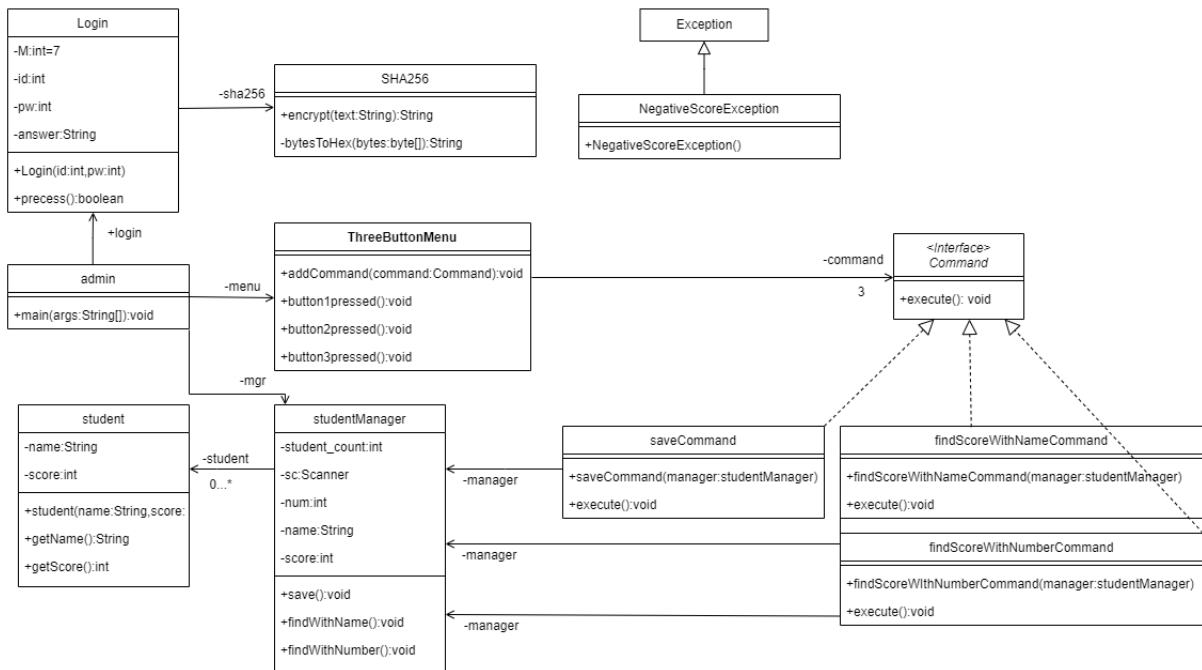 Login
-M:int=7
-id:int
-pw:int
-answer:String
+Login(id:int,pw:int)
+precess():boolean
-sha256
SHA256
+encrypt(text:String):String
-bytesToHex(bytes:byte[]):String
Exception
NegativeScoreException
+NegativeScoreException()
+login
admin
+main(args:String[]):void
-menu
ThreeButtonMenu
+addCommand(command:Command):void
+button1pressed():void
+button2pressed():void
+button3pressed():void
-command
3
<Interface>
Command
+execute(): void
-mgr
student
-name:String
-score:int
+student(name:String,score:
+getName():String
+getScore():int
-student
0...*
studentManager
-student_count:int
-sc:Scanner
-num:int
-name:String
-score:int
+save():void
+findWithName():void
+findWithNumber():void
-manager
-manager
-manager
saveCommand
+saveCommand(manager:studentManager)
+execute():void
findScoreWithNameCommand
+findScoreWithNameCommand(manager:studentManager)
+execute():void
findScoreWithNumberCommand
+findScoreWIthNumberCommand(manager:studentManager)
+execute():void